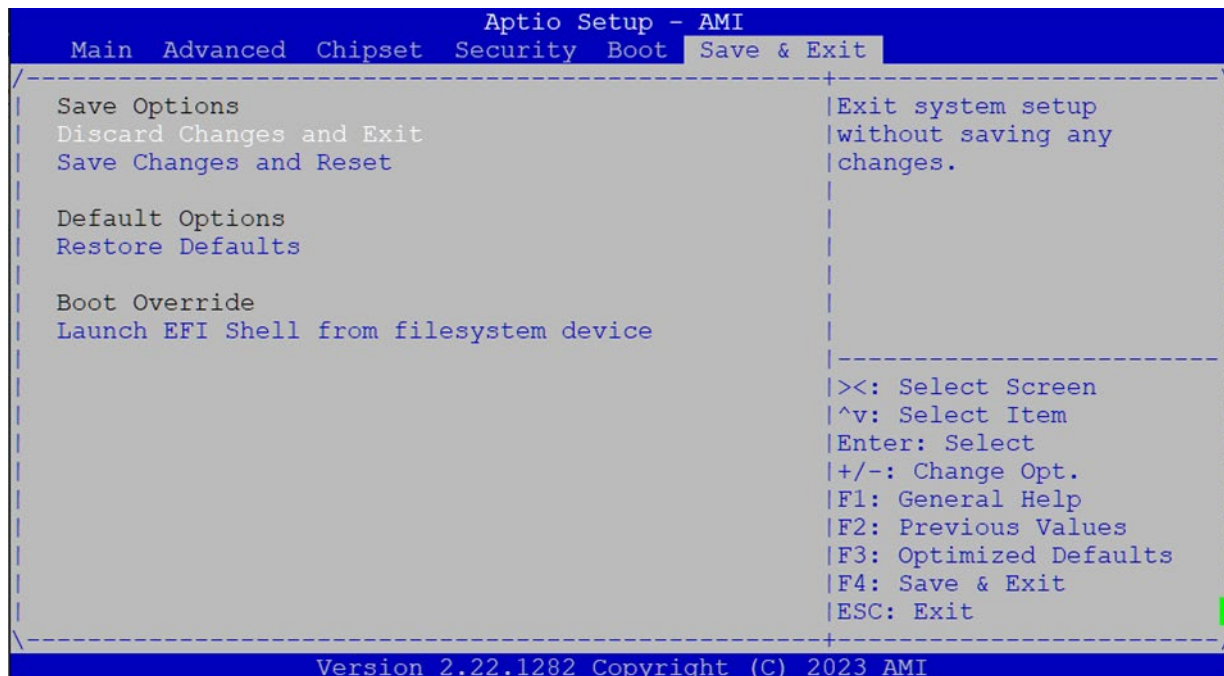 Aptio Setup - AMI
Main Advanced Chipset Security Boot Save & Exit
Save Options
Discard Changes and Exit
Save Changes and Reset
Default Options
Restore Defaults
Boot Override
Launch EFI Shell from filesystem device
Exit system setup
without saving any
changes.
><: Select Screen
^v: Select Item
Enter: Select
+/-: Change Opt.
F1: General Help
F2: Previous Values
F3: Optimized Defaults
F4: Save & Exit
ESC: Exit
Version 2.22.1282 Copyright (C) 2023 AMI